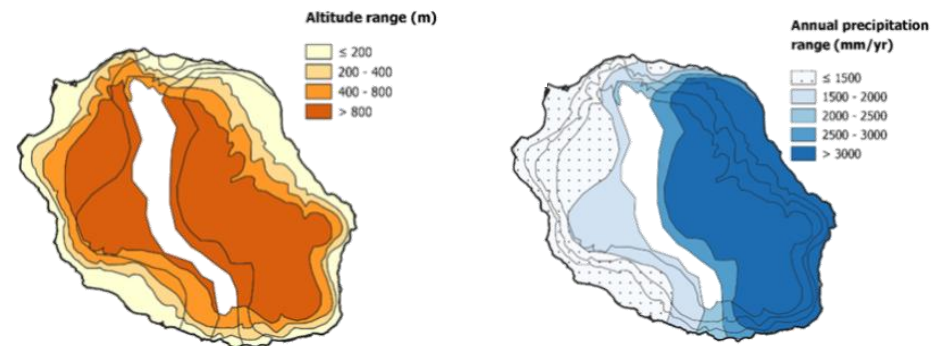 Altitude range (m)
≤ 200
200 - 400
400 - 800
> 800
Annual precipitation
range (mm/yr)
≤ 1500
1500 - 2000
2000 - 2500
2500 - 3000
> 3000